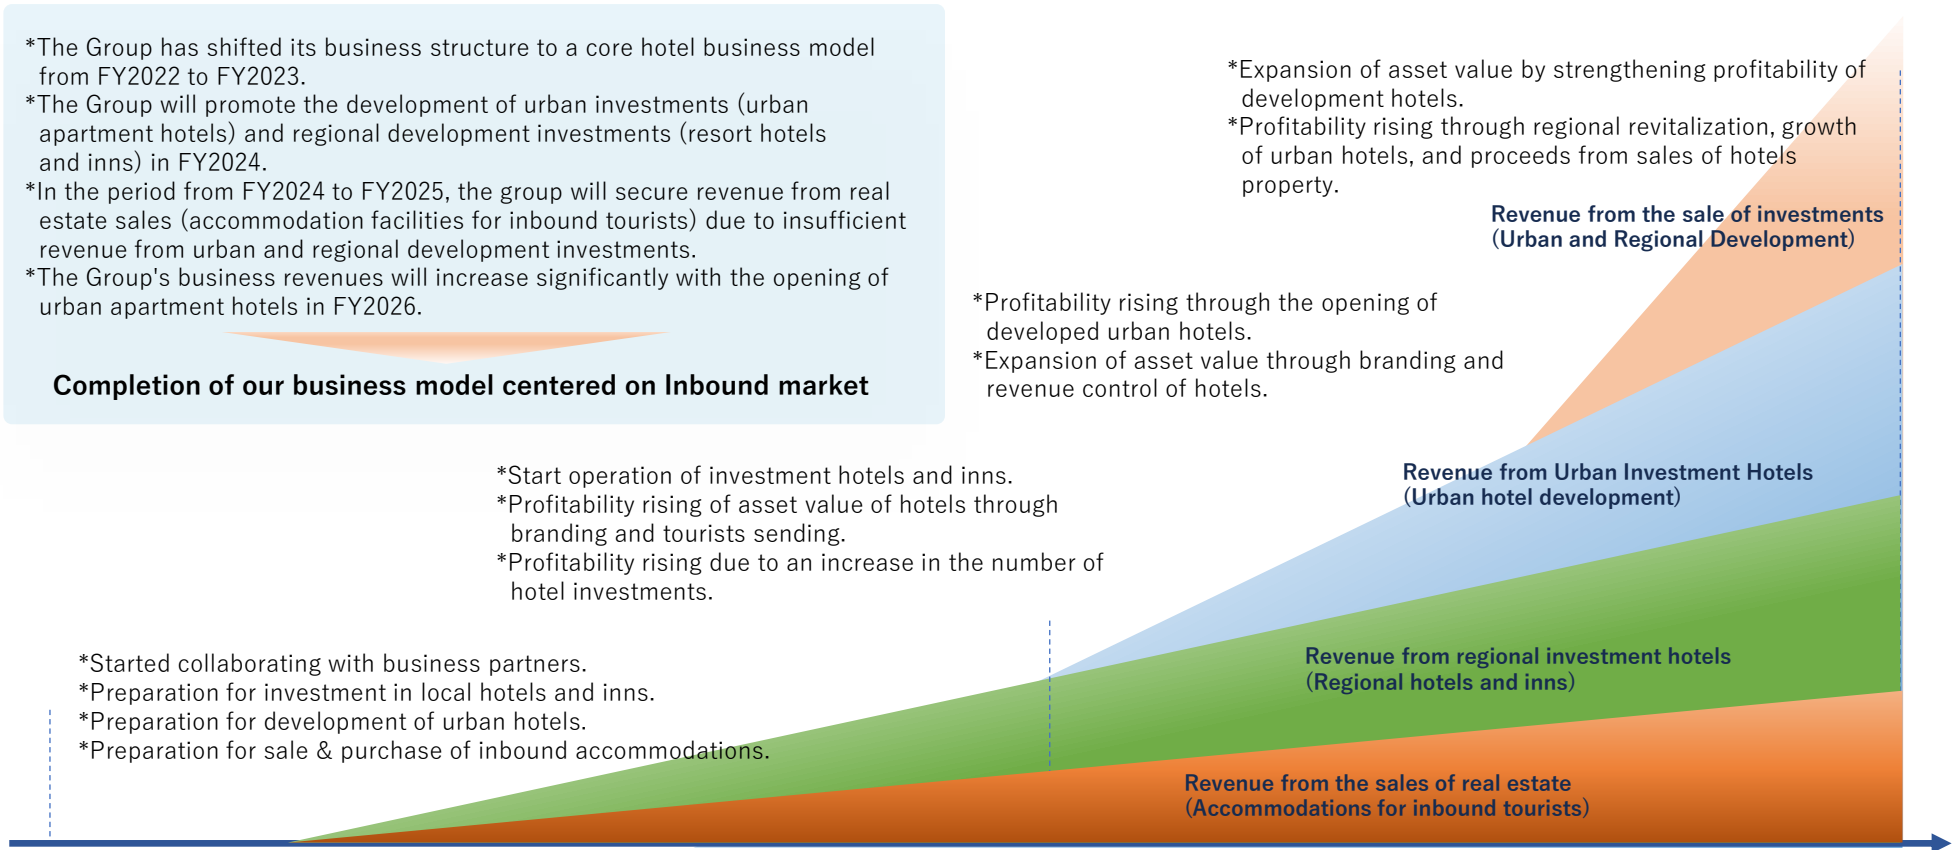 *The Group has shifted its business structure to a core hotel business model
from FY2022 to FY2023.
*The Group will promote the development of urban investments (urban
apartment hotels) and regional development investments (resort hotels
and inns) in FY2024.
*In the period from FY2024 to FY2025, the group will secure revenue from real
estate sales (accommodation facilities for inbound tourists) due to insufficient
revenue from urban and regional development investments.
*The Group's business revenues will increase significantly with the opening of
urban apartment hotels in FY2026.
Completion of our business model centered on Inbound market
*Expansion of asset value by strengthening profitability of
development hotels.
*Profitability rising through regional revitalization, growth
of urban hotels, and proceeds from sales of hotels
property.
Revenue from the sale of investments
(Urban and Regional Development)
*Profitability rising through the opening of
developed urban hotels.
*Expansion of asset value through branding and
revenue control of hotels.
Revenue from Urban Investment Hotels
(Urban hotel development)
*Start operation of investment hotels and inns.
*Profitability rising of asset value of hotels through
branding and tourists sending.
*Profitability rising due to an increase in the number of
hotel investments.
Revenue from regional investment hotels
(Regional hotels and inns)
*Started collaborating with business partners.
*Preparation for investment in local hotels and inns.
*Preparation for development of urban hotels.
*Preparation for sale & purchase of inbound accommodations.
Revenue from the sales of real estate
(Accommodations for inbound tourists)